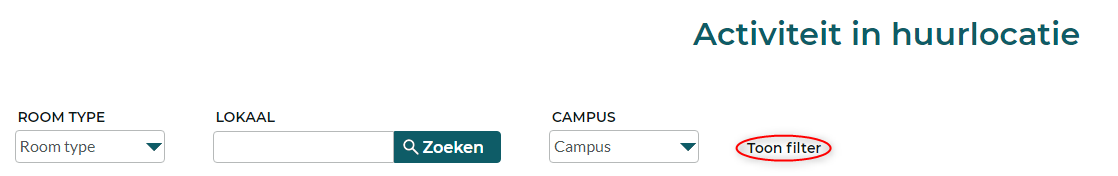 Activiteit in huurlocatie
ROOM TYPE LOKAAL CAMPUS
Room type Zoeken Campus Toon filter